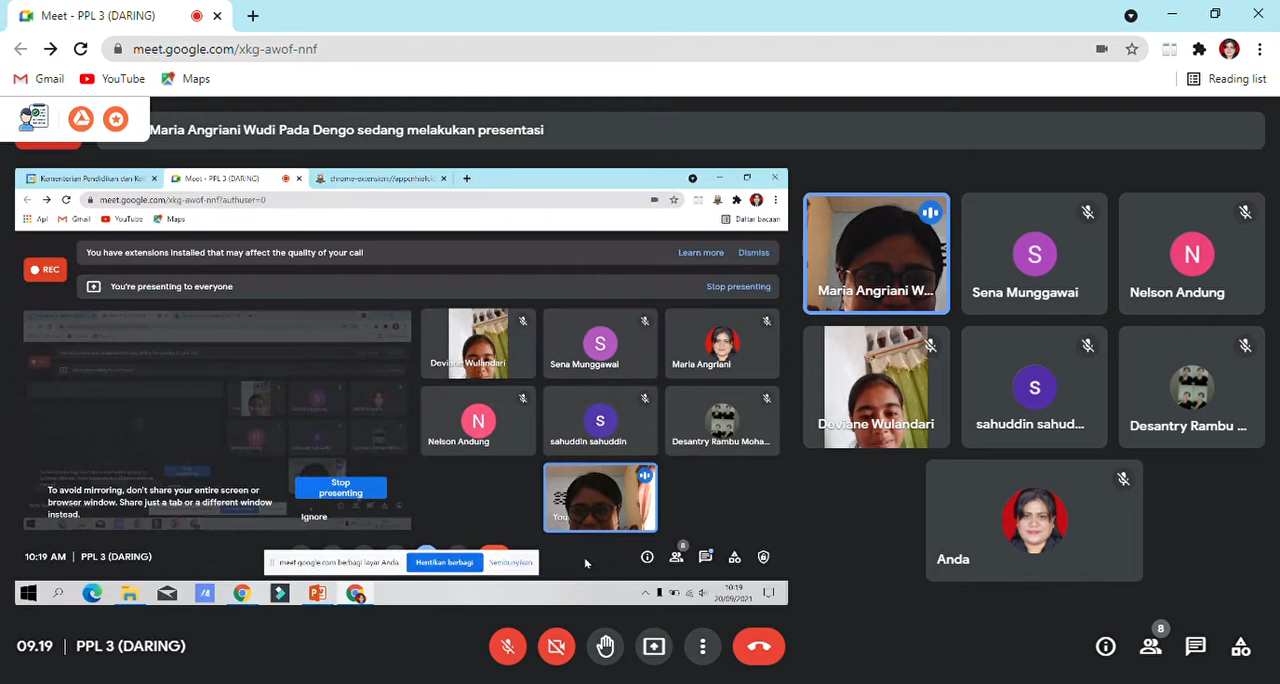 Meet - PPL 3 (DARING)
meet.google.com/xkg-awof-nnf
Gmail YouTube Maps
Reading list
Maria Angriani Wudi Pada Dengo sedang melakukan presentasi
Kementerian Pendidikan dan Ke
Meet - PPL 3 (DARING)
meet.google.com/xkg-awof-nnf?authuser=0
Apl Gmail YouTube Maps
Daftar bacaan
You have extensions installed that may affect the quality of your call
Learn more Dismiss
REC
You're presenting to everyone
Stop presenting
Deviane Wulandari
Sena Munggawai
S
Maria Angriani
Nelson Andung
N
sahuddin sahuddin
S
Desantry Rambu Moha...
You
To avoid mirroring, don't share your entire screen or
browser window. Share just a tab or a different window
instead.
Stop
presenting
Ignore
10:19 AM | PPL 3 (DARING)
meet.google.com berbagi layar Anda.
Hentikan berbagi
Sembunyikan
8
10:19
20/09/2021
Maria Angriani W...
S
Sena Munggawai
N
Nelson Andung
Deviane Wulandari
S
sahuddin sahud...
Desantry Rambu ...
Anda
09.19 | PPL 3 (DARING)
8